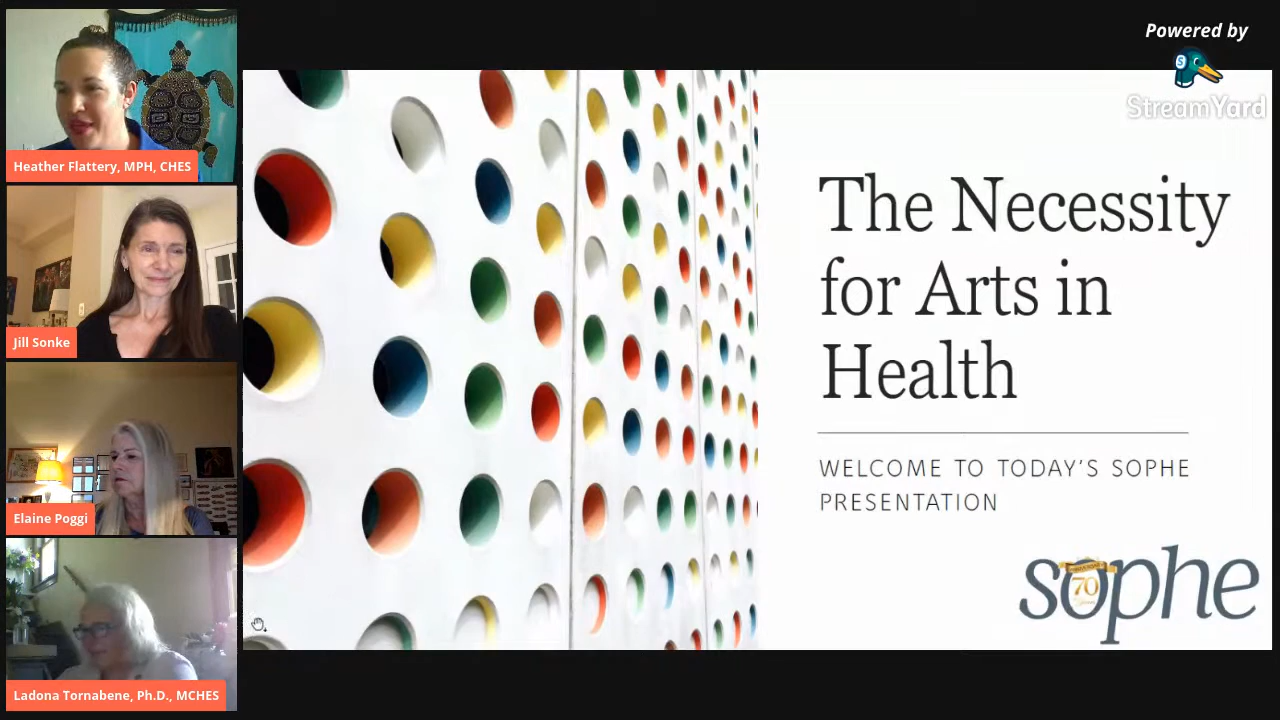 Powered by
S
StreamYard
Heather Flattery, MPH, CHES
Jill Sonke
Elaine Poggi
Ladona Tornabene, Ph.D., MCHES
The Necessity
for Arts in
Health
WELCOME TO TODAY'S SOPHE
PRESENTATION
sophe
70